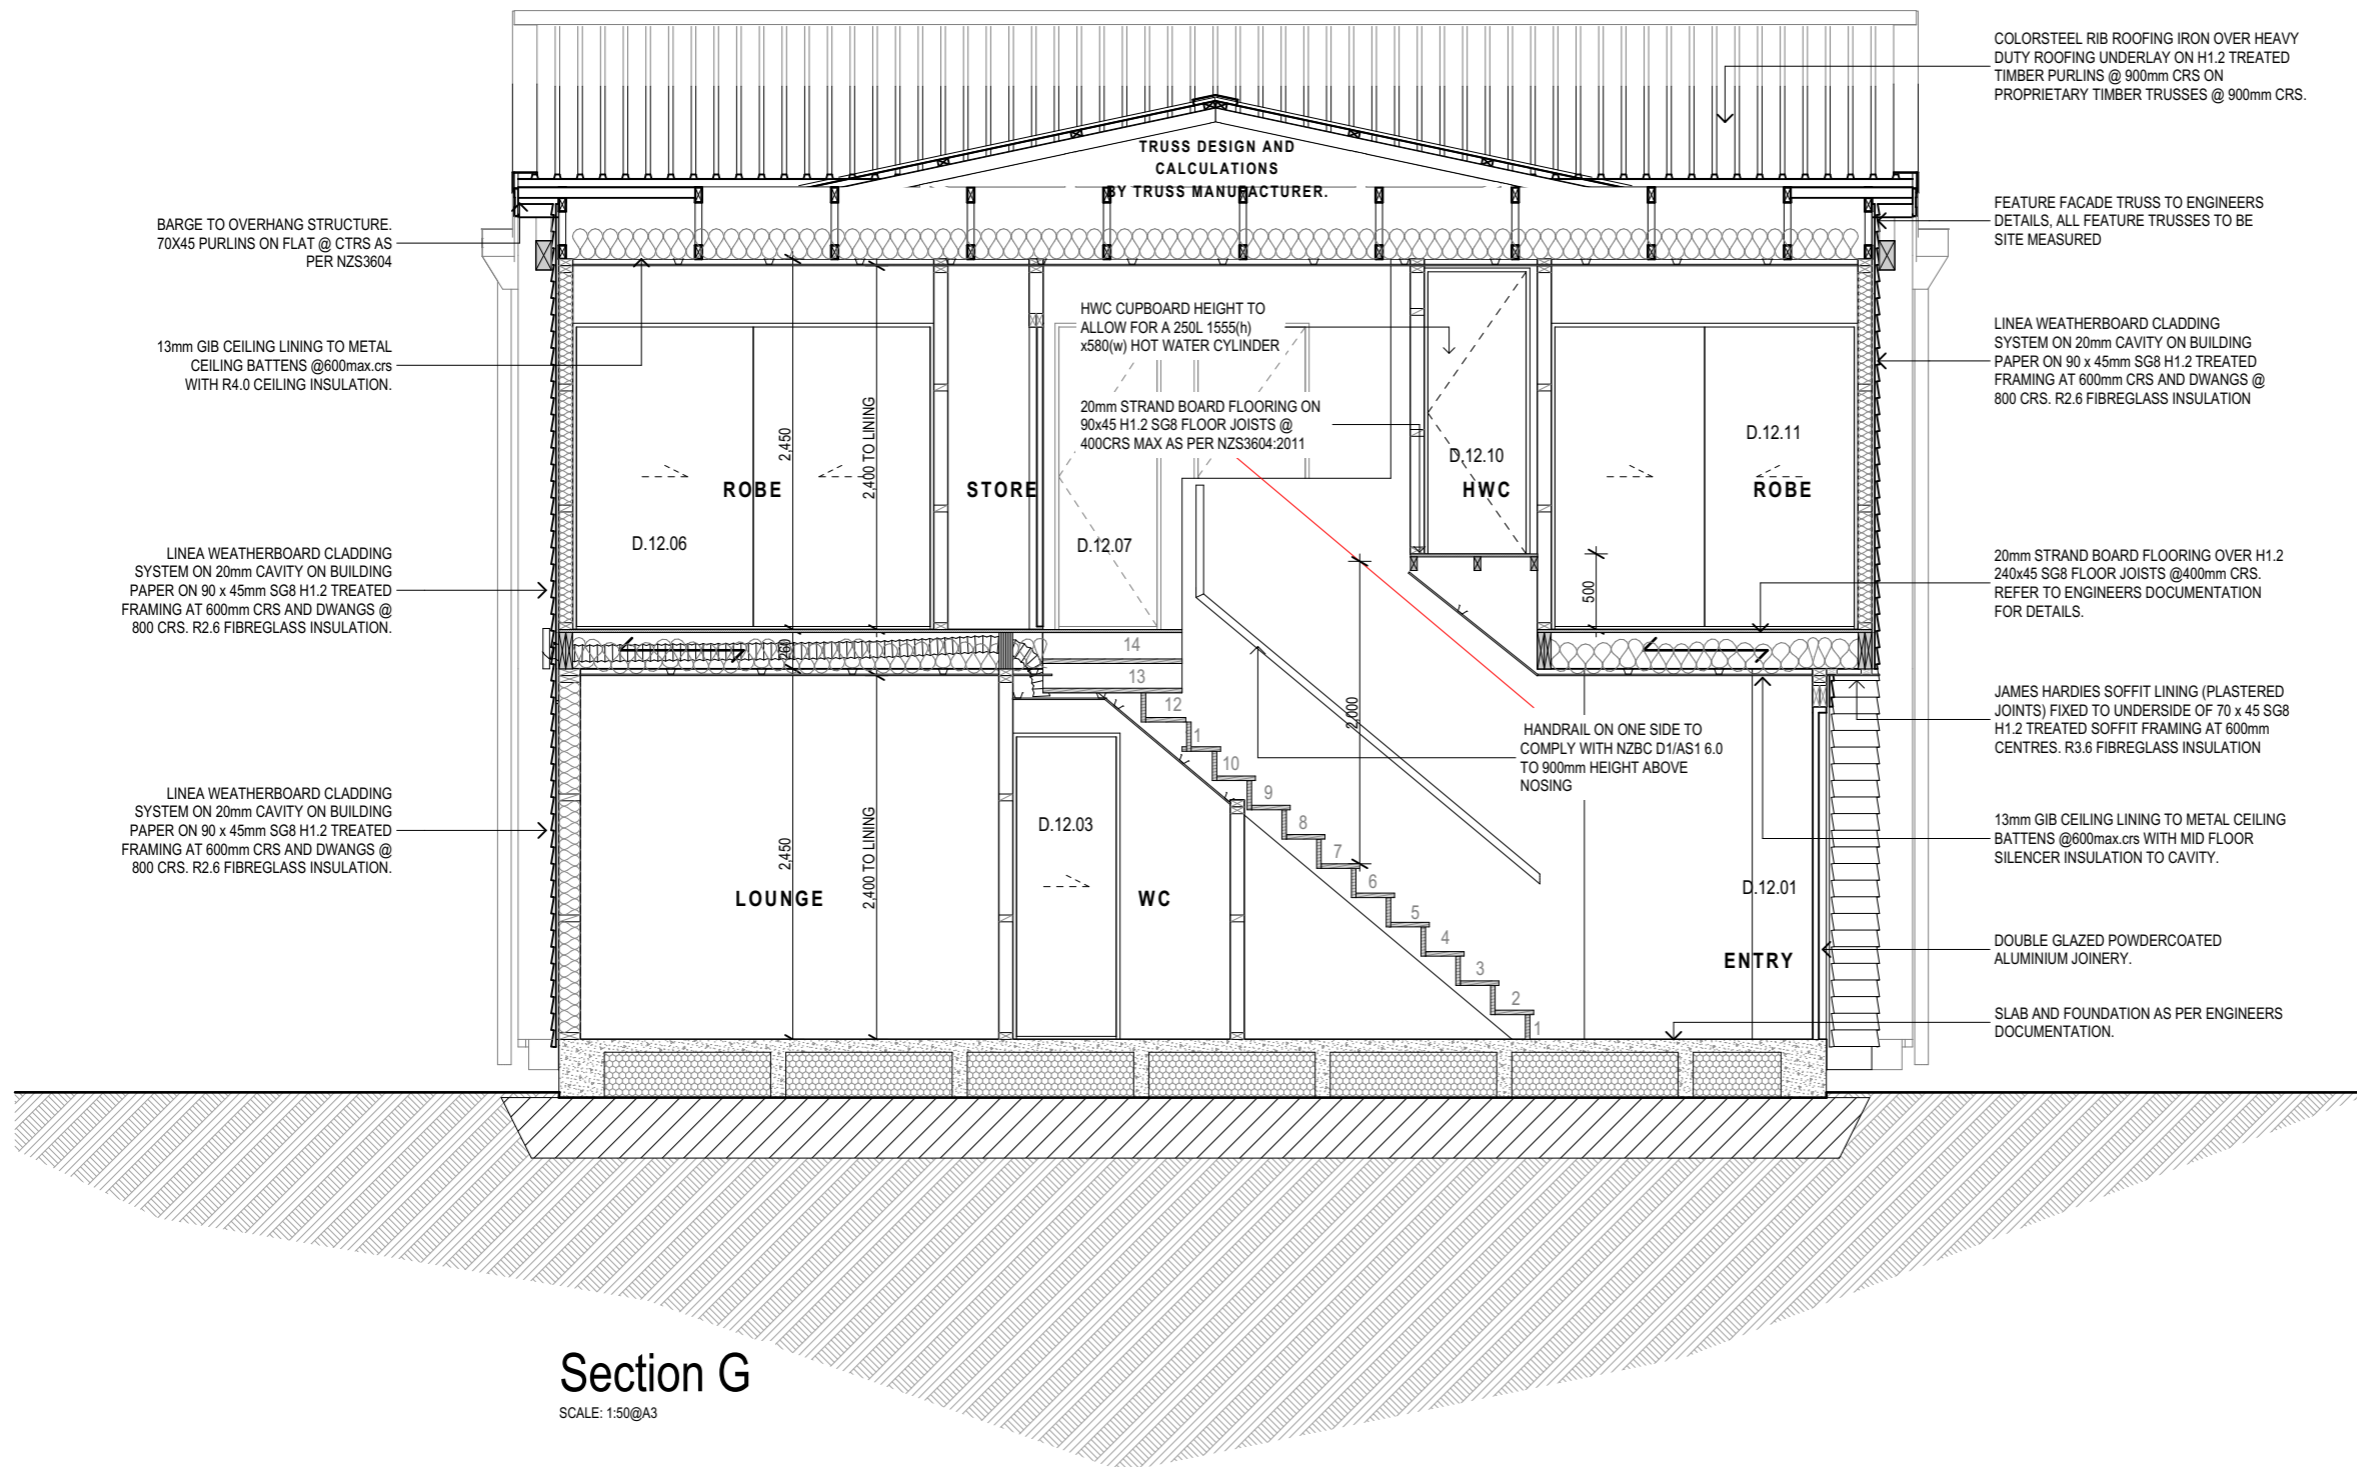 COLORSTEEL RIB ROOFING IRON OVER HEAVY
DUTY ROOFING UNDERLAY ON H1.2 TREATED
TIMBER PURLINS @ 900mm CRS ON
PROPRIETARY TIMBER TRUSSES @ 900mm CRS.
TRUSS DESIGN AND
CALCULATIONS
BY TRUSS MANUFACTURER.
BARGE TO OVERHANG STRUCTURE.
70X45 PURLINS ON FLAT @ CTRS AS
PER NZS3604
FEATURE FACADE TRUSS TO ENGINEERS
DETAILS, ALL FEATURE TRUSSES TO BE
SITE MEASURED
13mm GIB CEILING LINING TO METAL
CEILING BATTENS @600max.crs
WITH R4.0 CEILING INSULATION.
HWC CUPBOARD HEIGHT TO
ALLOW FOR A 250L 1555(h)
x580(w) HOT WATER CYLINDER
LINEA WEATHERBOARD CLADDING
SYSTEM ON 20mm CAVITY ON BUILDING
PAPER ON 90 x 45mm SG8 H1.2 TREATED
FRAMING AT 600mm CRS AND DWANGS @
800 CRS. R2.6 FIBREGLASS INSULATION
20mm STRAND BOARD FLOORING ON
90x45 H1.2 SG8 FLOOR JOISTS @
400CRS MAX AS PER NZS3604:2011
2,450
2,400 TO LINING
D.12.11
D.12.10
ROBE
STORE
HWC
ROBE
D.12.06
D.12.07
500
LINEA WEATHERBOARD CLADDING
SYSTEM ON 20mm CAVITY ON BUILDING
PAPER ON 90 x 45mm SG8 H1.2 TREATED
FRAMING AT 600mm CRS AND DWANGS @
800 CRS. R2.6 FIBREGLASS INSULATION.
20mm STRAND BOARD FLOORING OVER H1.2
240x45 SG8 FLOOR JOISTS @400mm CRS.
REFER TO ENGINEERS DOCUMENTATION
FOR DETAILS.
260
14
13
12
1
10
9
8
7
6
5
4
3
2
1
2,000
HANDRAIL ON ONE SIDE TO
COMPLY WITH NZBC D1/AS1 6.0
TO 900mm HEIGHT ABOVE
NOSING
JAMES HARDIES SOFFIT LINING (PLASTERED
JOINTS) FIXED TO UNDERSIDE OF 70 x 45 SG8
H1.2 TREATED SOFFIT FRAMING AT 600mm
CENTRES. R3.6 FIBREGLASS INSULATION
LINEA WEATHERBOARD CLADDING
SYSTEM ON 20mm CAVITY ON BUILDING
PAPER ON 90 x 45mm SG8 H1.2 TREATED
FRAMING AT 600mm CRS AND DWANGS @
800 CRS. R2.6 FIBREGLASS INSULATION.
13mm GIB CEILING LINING TO METAL CEILING
BATTENS @600max.crs WITH MID FLOOR
SILENCER INSULATION TO CAVITY.
2,450
2,400 TO LINING
D.12.03
D.12.01
LOUNGE
WC
ENTRY
DOUBLE GLAZED POWDERCOATED
ALUMINIUM JOINERY.
SLAB AND FOUNDATION AS PER ENGINEERS
DOCUMENTATION.
Section G
SCALE: 1:50@A3